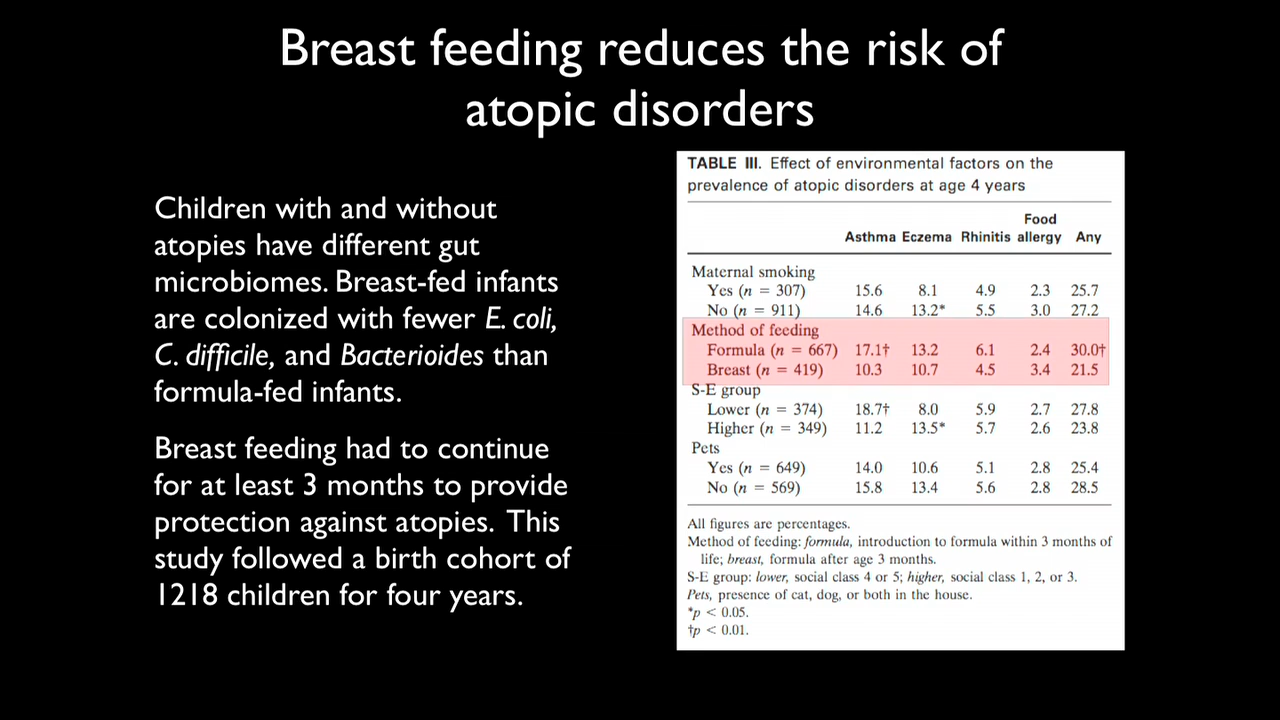 Breast feeding reduces the risk of
atopic disorders
Children with and without
atopies have different gut
microbiomes. Breast-fed infants
are colonized with fewer E. coli,
C. difficile, and Bacterioides than
formula-fed infants.
Breast feeding had to continue
for at least 3 months to provide
protection against atopies. This
study followed a birth cohort of
1218 children for four years.
TABLE III. Effect of environmental factors on the
prevalence of atopic disorders at age 4 years
Food
Asthma Eczema Rhinitis allergy Any
Maternal smoking
Yes (n = 307) 15.6 8.1 4.9 2.3 25.7
No (n = 911) 14.6 13.2* 5.5 3.0 27.2
Method of feeding
Formula (n = 667) 17.1† 13.2 6.1 2.4 30.0†
Breast (n = 419) 10.3 10.7 4.5 3.4 21.5
S-E group
Lower (n = 374) 18.7† 8.0 5.9 2.7 27.8
Higher (n = 349) 11.2 13.5* 5.7 2.6 23.8
Pets
Yes (n = 649) 14.0 10.6 5.1 2.8 25.4
No (n = 569) 15.8 13.4 5.6 2.8 28.5
All figures are percentages.
Method of feeding: formula, introduction to formula within 3 months of
life; breast, formula after age 3 months.
S-E group: lower, social class 4 or 5; higher, social class 1, 2, or 3.
Pets, presence of cat, dog, or both in the house.
*p < 0.05.
†p < 0.01.